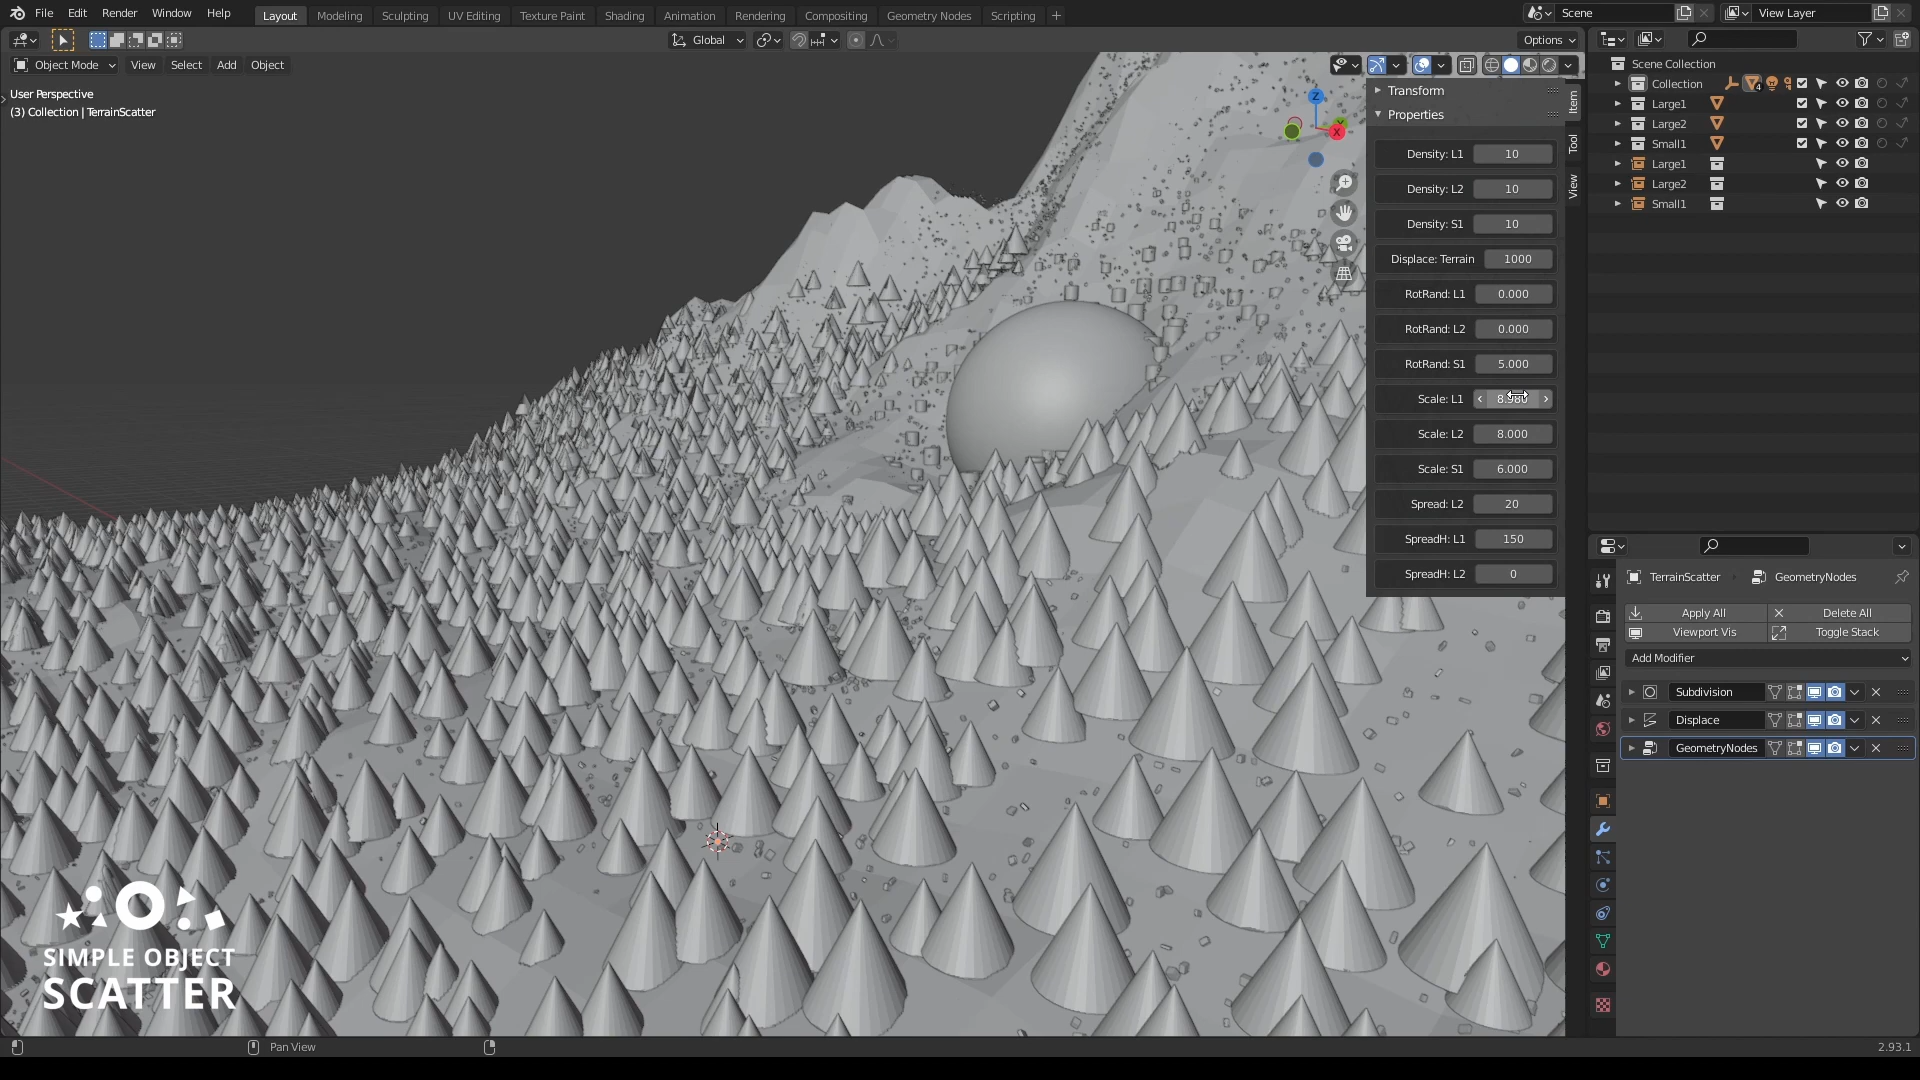 File Edit Render Window Help Layout Modeling Sculpting UV Editing Texture Paint Shading Animation Rendering Compositing Geometry Nodes Scripting + Scene View Layer
Global Options
Object Mode View Select Add Object
User Perspective
(3) Collection | TerrainScatter
Z
X
Item
Tool
View
Transform
Properties
Density: L1 10
Density: L2 10
Density: S1 10
Displace: Terrain 1000
RotRand: L1 0.000
RotRand: L2 0.000
RotRand: S1 5.000
Scale: L1
Scale: L2 8.000
Scale: S1 6.000
Spread: L2 20
SpreadH: L1 150
SpreadH: L2 0
Scene Collection
Collection 4
Large1
Large2
Small1
Large1
Large2
Small1
TerrainScatter GeometryNodes
Apply All Delete All
Viewport Vis Toggle Stack
Add Modifier
Subdivision
Displace
GeometryNodes
SIMPLE OBJECT
SCATTER
Pan View 2.93.1